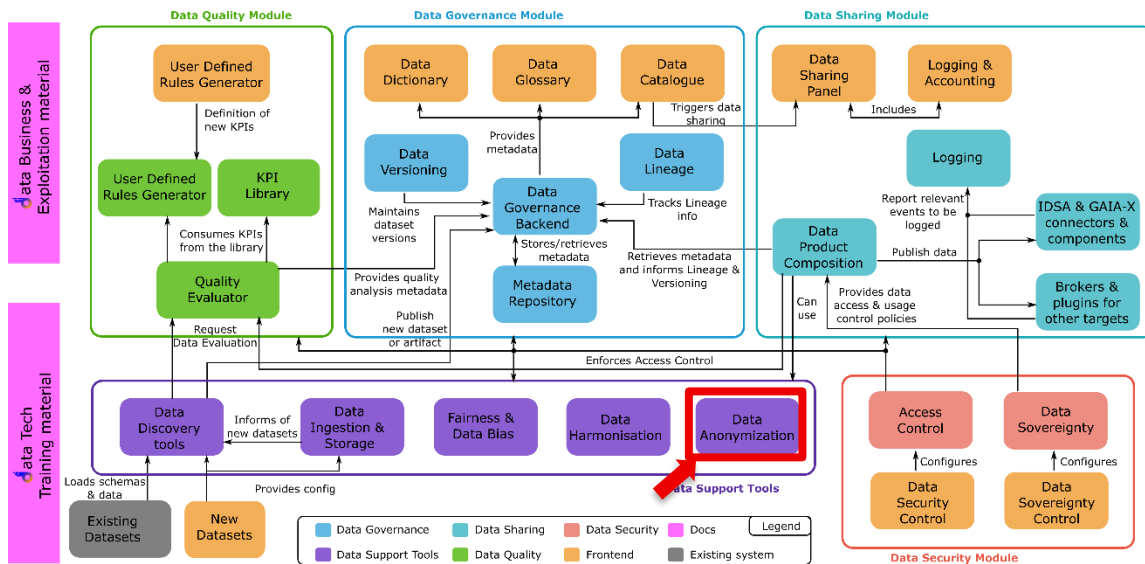 Data Business &
Exploitation material
Data Tech
Training material
Data Quality Module
User Defined
Rules Generator
Definition of
new KPIs
User Defined
Rules Generator
KPI
Library
Consumes KPIs
from the library
Quality
Evaluator
Request
Data Evaluation
Data Governance Module
Data
Dictionary
Data
Glossary
Data
Catalogue
Triggers data
sharing
Provides
metadata
Data
Versioning
Data
Lineage
Maintains
dataset
versions
Data
Governance
Backend
Tracks Lineage
info
Stores/retrieves
metadata
Retrieves metadata
and informs Lineage &
Versioning
Provides quality
analysis metadata
Metadata
Repository
Publish
new dataset
or artifact
Enforces Access Control
Data Sharing Module
Data
Sharing
Panel
Includes
Logging &
Accounting
Logging
Report relevant
events to be
logged
IDSA & GAIA-X
connectors &
components
Data
Product
Composition
Publish data
Can
use
Provides data
access & usage
control policies
Brokers &
plugins for
other targets
Data
Discovery
tools
Informs of
new datasets
Data
Ingestion &
Storage
Fairness &
Data Bias
Data
Harmonisation
Data
Anonymization
ata Support Tools
Loads schemas
& data
Provides config
Existing
Datasets
New
Datasets
Access
Control
Data
Sovereignty
Configures
Configures
Data
Security
Control
Data
Sovereignty
Control
Data Security Module
Legend
Data Governance
Data Sharing
Data Security
Docs
Data Support Tools
Data Quality
Frontend
Existing system